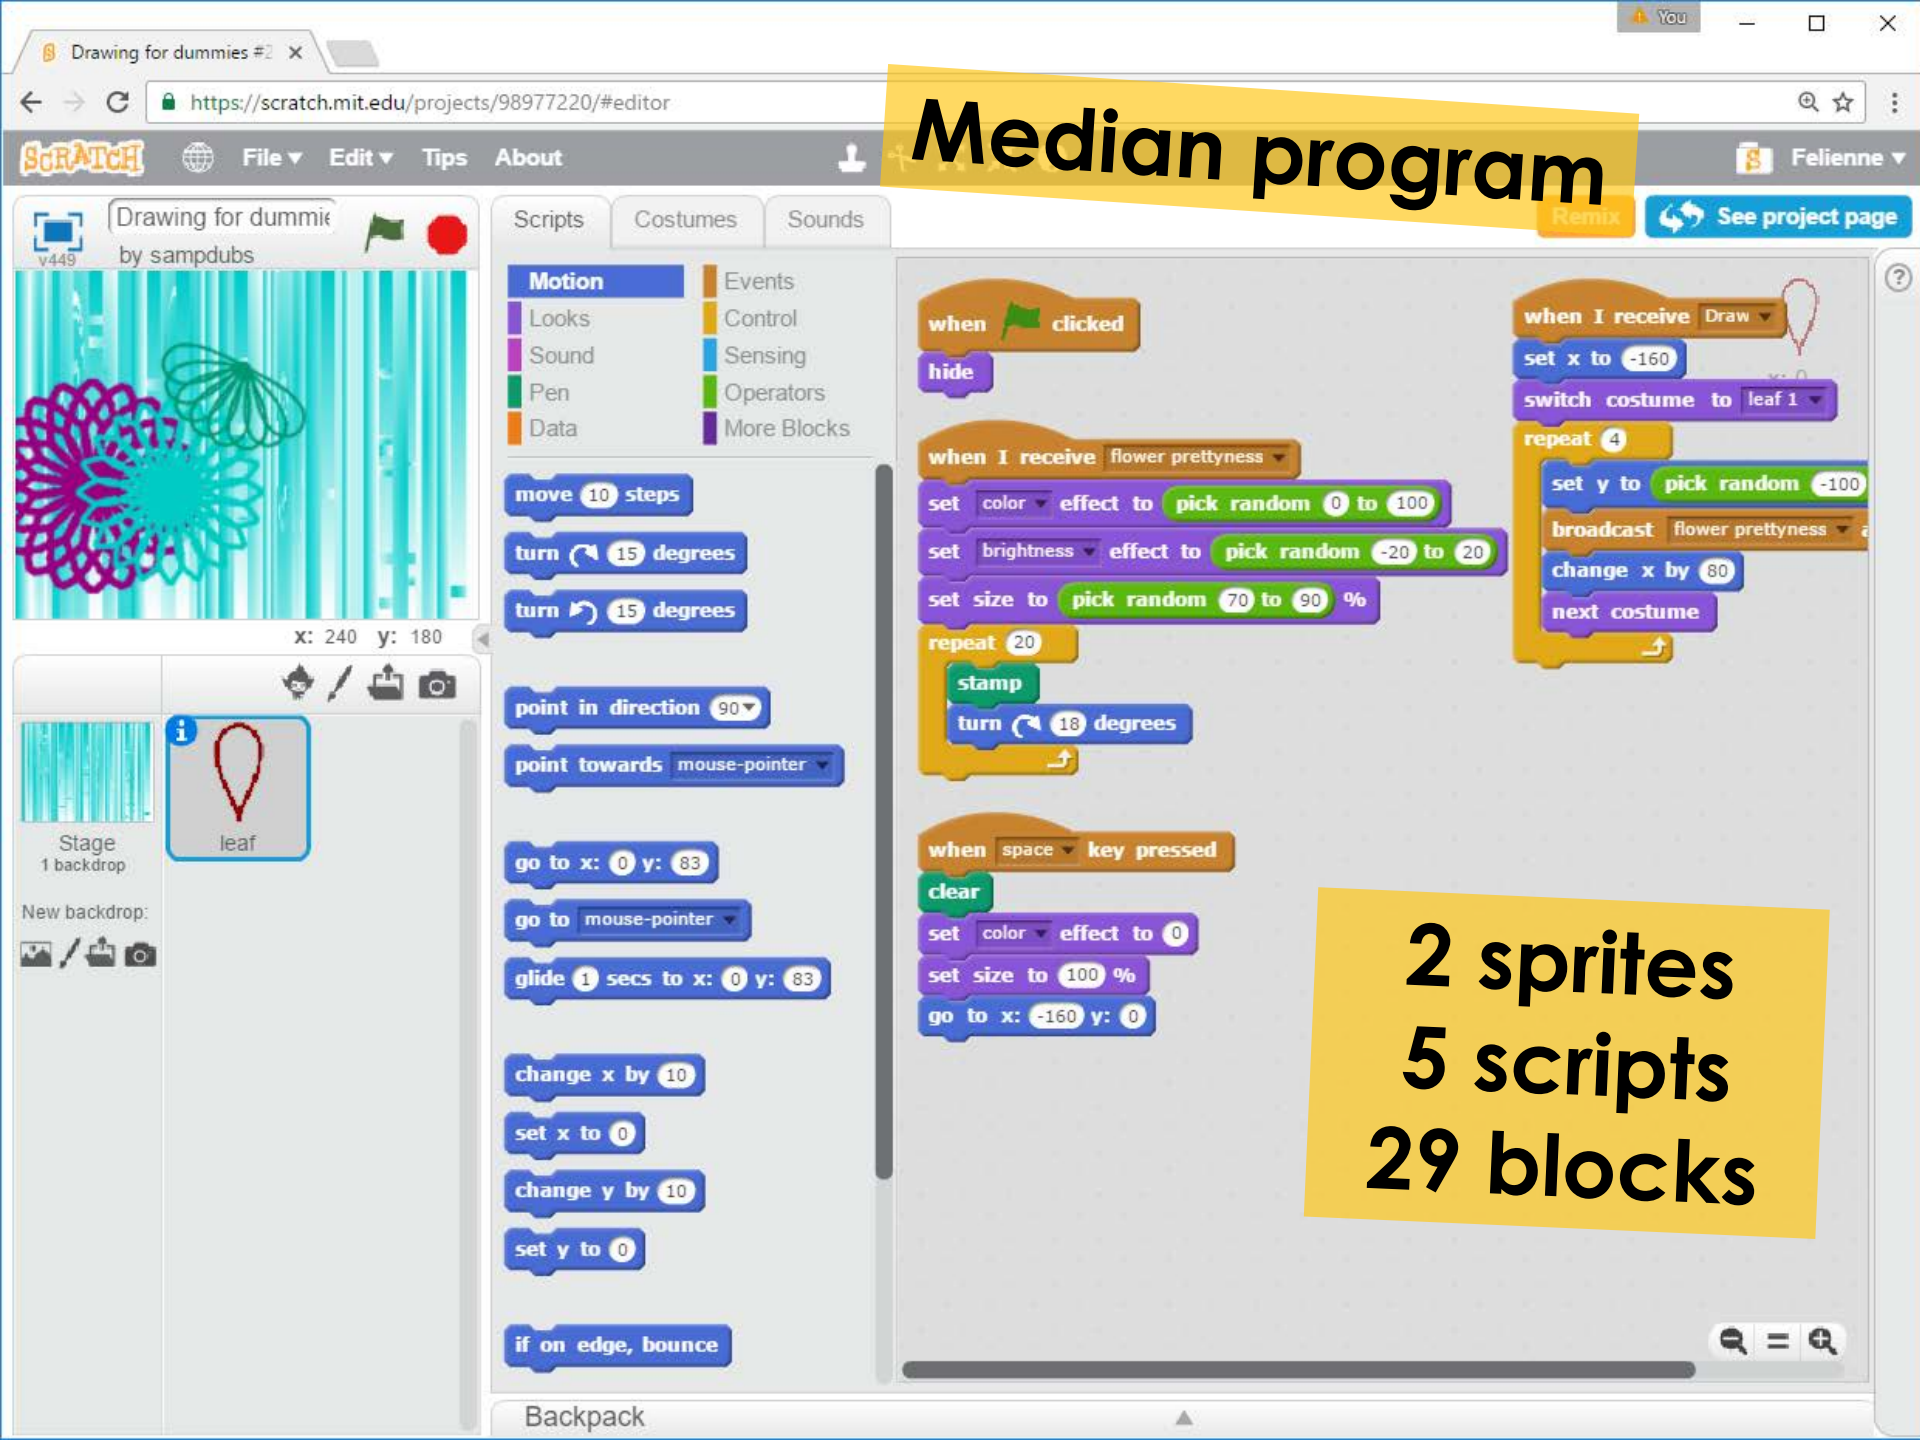 You
Drawing for dummies #2
https://scratch.mit.edu/projects/98977220/#editor
Median program
SCRATCH
File
Edit
Tips
About
Felienne
Remix
See project page
v449
Drawing for dummie
by sampdubs
Scripts
Costumes
Sounds
Motion
Looks
Sound
Pen
Data
Events
Control
Sensing
Operators
More Blocks
x: 240 y: 180
Stage
1 backdrop
leaf
New backdrop:
move 10 steps
turn 15 degrees
turn 15 degrees
point in direction 90
point towards mouse-pointer
go to x: 0 y: 83
go to mouse-pointer
glide 1 secs to x: 0 y: 83
change x by 10
set x to 0
change y by 10
set y to 0
if on edge, bounce
when clicked
hide
when I receive flower prettyness
set color effect to pick random 0 to 100
set brightness effect to pick random -20 to 20
set size to pick random 70 to 90 %
repeat 20
stamp
turn 18 degrees
when space key pressed
clear
set color effect to 0
set size to 100 %
go to x: -160 y: 0
when I receive Draw
set x to -160
x: 0
switch costume to leaf 1
repeat 4
set y to pick random -100
broadcast flower prettyness
change x by 80
next costume
2 sprites
5 scripts
29 blocks
Backpack